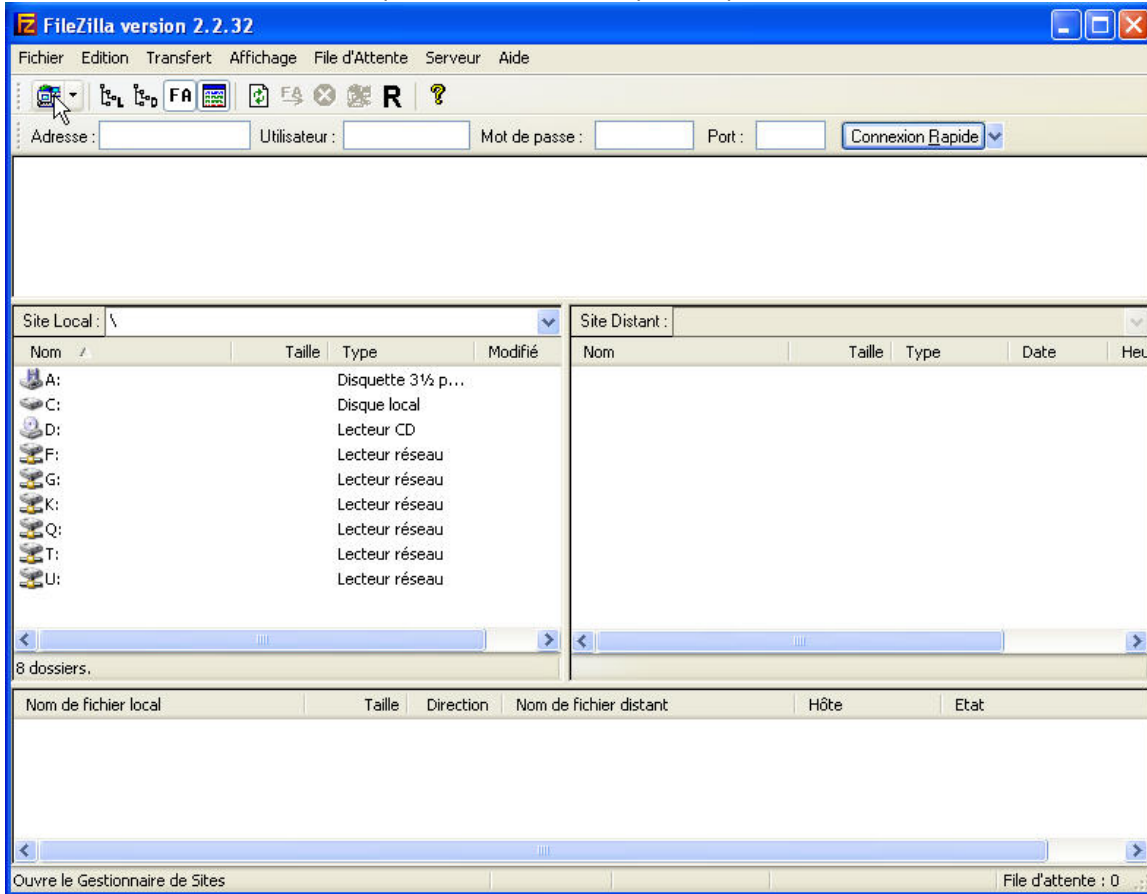 FileZilla version 2.2.32
Fichier Edition Transfert Affichage File d'Attente Serveur Aide
L D FA FA R ?
Adresse : Utilisateur : Mot de passe : Port : Connexion Rapide
Site Local : \ Site Distant :
Nom Taille Type Modifié Nom Taille Type Date Heu
A: Disquette 3½ p...
C: Disque local
D: Lecteur CD
F: Lecteur réseau
G: Lecteur réseau
K: Lecteur réseau
Q: Lecteur réseau
T: Lecteur réseau
U: Lecteur réseau
8 dossiers.
Nom de fichier local Taille Direction Nom de fichier distant Hôte Etat
Ouvre le Gestionnaire de Sites File d'attente : 0